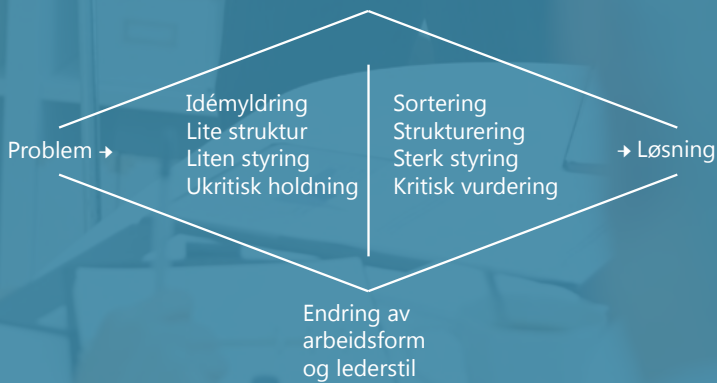 Problem →
Idémyldring
Lite struktur
Liten styring
Ukritisk holdning
Sortering
Strukturering
Sterk styring
Kritisk vurdering
→ Løsning
Endring av
arbeidsform
og lederstil